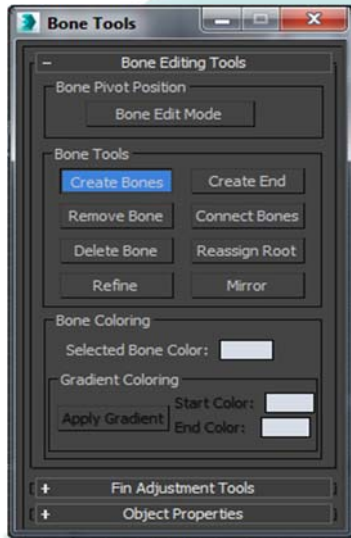 Bone Tools
Bone Editing Tools
Bone Pivot Position
Bone Edit Mode
Bone Tools
Create Bones Create End
Remove Bone Connect Bones
Delete Bone Reassign Root
Refine Mirror
Bone Coloring
Selected Bone Color:
Gradient Coloring
Apply Gradient Start Color:
End Color:
Fin Adjustment Tools
Object Properties